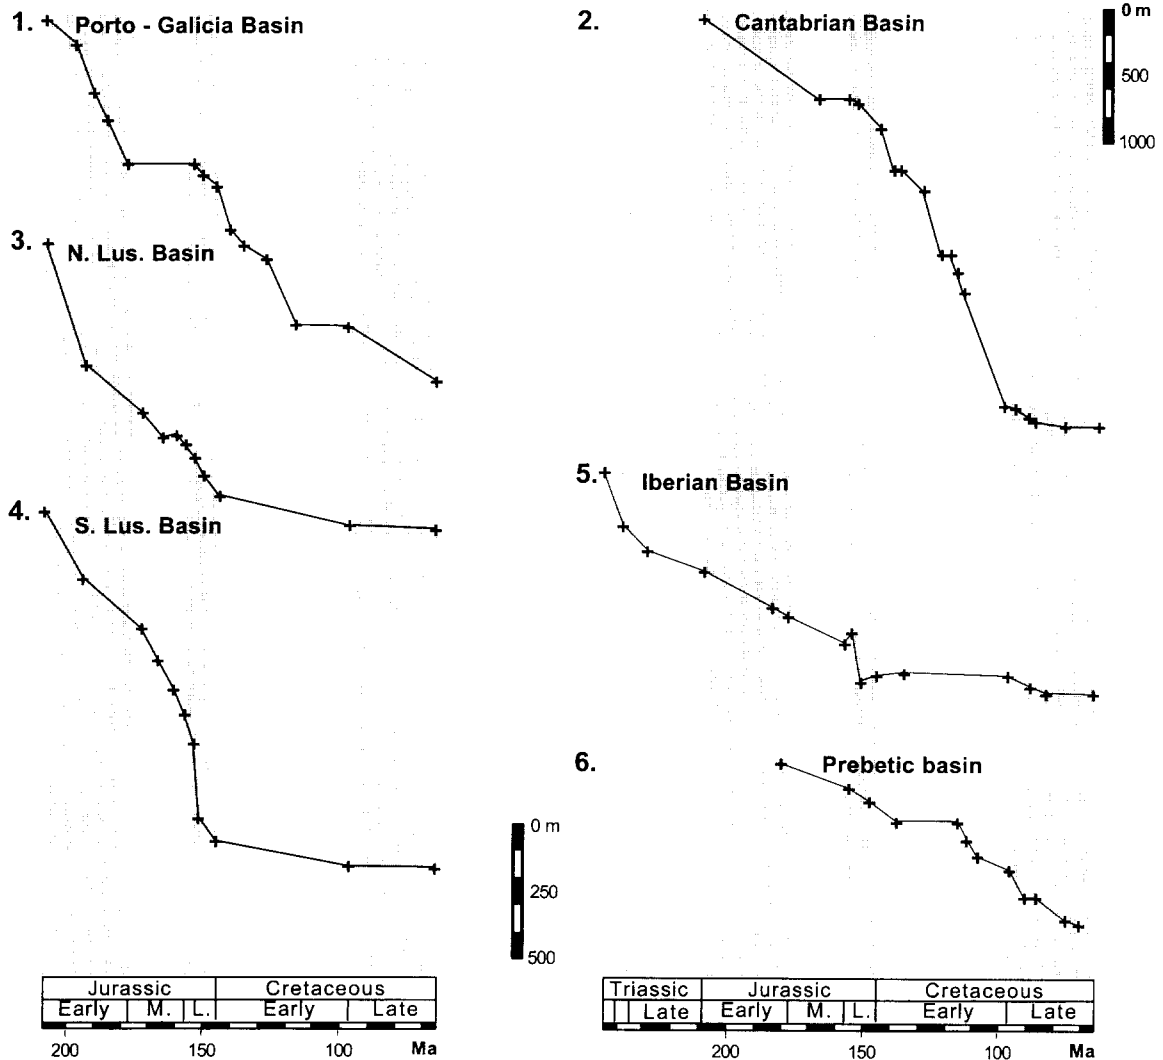 1. Porto - Galicia Basin
2. Cantabrian Basin
0 m
500
1000
3. N. Lus. Basin
4. S. Lus. Basin
5. Iberian Basin
6. Prebetic basin
0 m
250
500
Jurassic Cretaceous
Early M. L. Early Late
200 150 Ma
Triassic Jurassic Cretaceous
Late Early M. L. Early Late
200 150 100 Ma